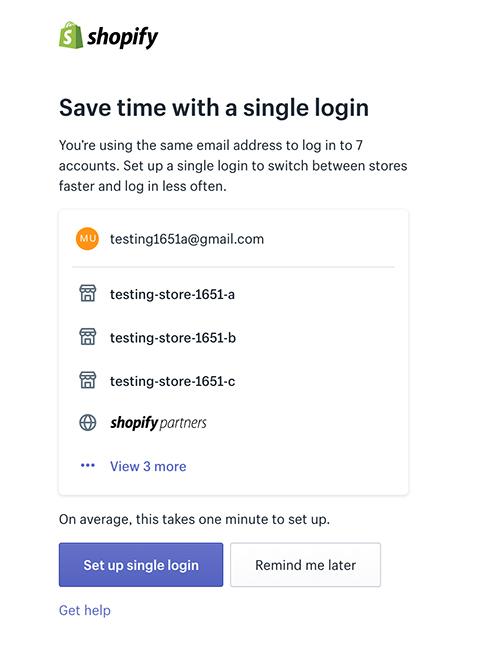 shopify
Save time with a single login
You're using the same email address to log in to 7
accounts. Set up a single login to switch between stores
faster and log in less often.
MU testing1651a@gmail.com
testing-store-1651-a
testing-store-1651-b
testing-store-1651-c
shopify partners
View 3 more
On average, this takes one minute to set up.
Set up single login Remind me later
Get help